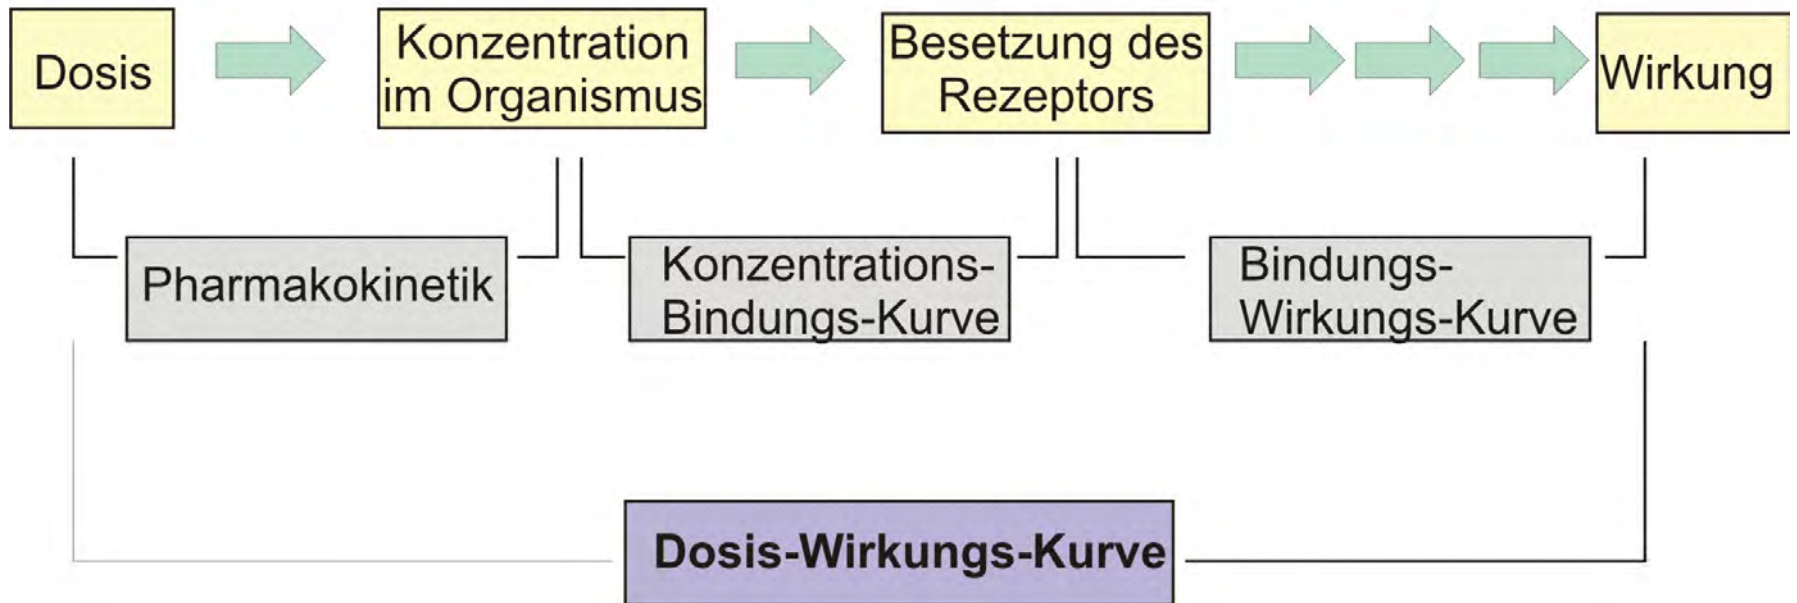 Dosis
Konzentration
im Organismus
Besetzung des
Rezeptors
Wirkung
Pharmakokinetik
Konzentrations-
Bindungs-Kurve
Bindungs-
Wirkungs-Kurve
Dosis-Wirkungs-Kurve